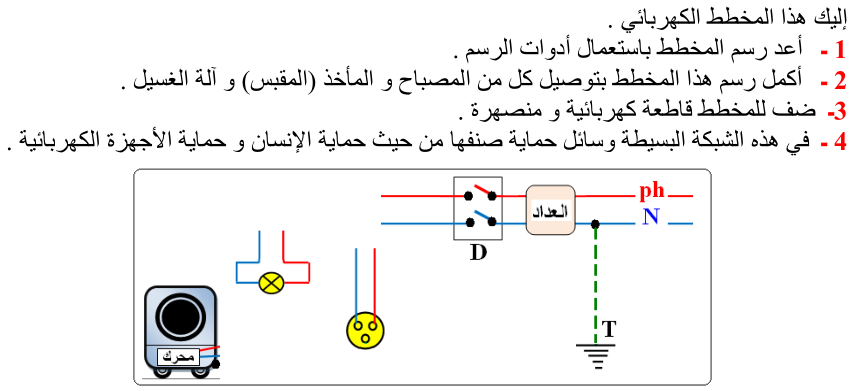 إليك هذا المخطط الكهربائي .
1 - أعد رسم المخطط باستعمال أدوات الرسم .
2 - أكمل رسم هذا المخطط بتوصيل كل من المصباح و المأخذ (المقبس) و آلة الغسيل .
3- ضف للمخطط قاطعة كهربائية و منصهرة .
4 - في هذه الشبكة البسيطة وسائل حماية صنفها من حيث حماية الإنسان و حماية الأجهزة الكهربائية .
ph
العداد
N
D
T
محرك